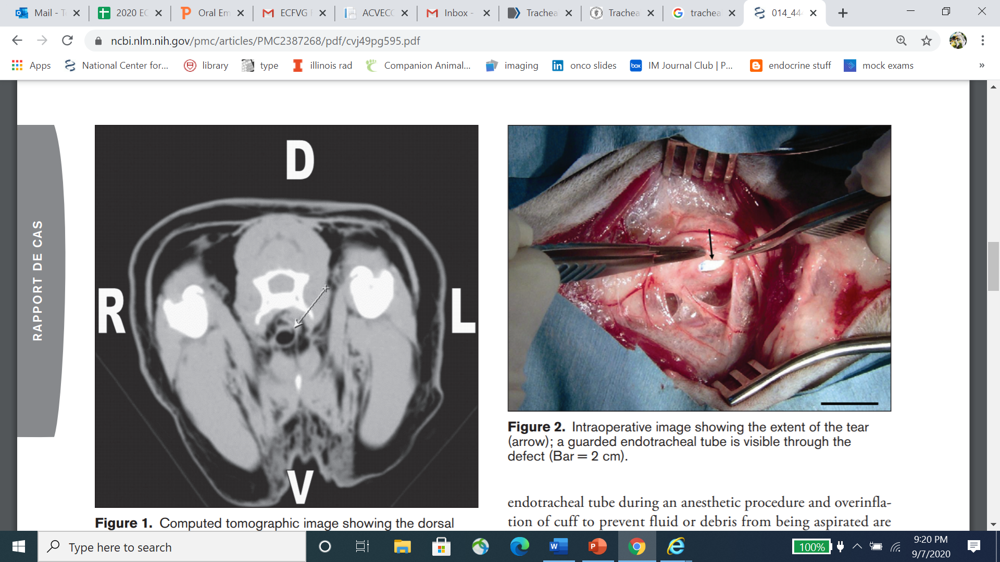 Mail - T
2020 EC
Oral Em
ECFVG
ACVECC
Inbox -
Trachea
Trachea
trachea
014_44
ncbi.nlm.nih.gov/pmc/articles/PMC2387268/pdf/cvj49pg595.pdf
Apps
National Center for...
library
type
illinois rad
Companion Animal...
imaging
in
onco slides
box
IM Journal Club | P...
endocrine stuff
mock exams
»
RAPPORT DE CAS
D
R
L
V
Figure 1. Computed tomographic image showing the dorsal
Figure 2. Intraoperative image showing the extent of the tear
(arrow); a guarded endotracheal tube is visible through the
defect (Bar = 2 cm).
endotracheal tube during an anesthetic procedure and overinfla-
tion of cuff to prevent fluid or debris from being aspirated are
Type here to search
100%
9:20 PM
9/7/2020